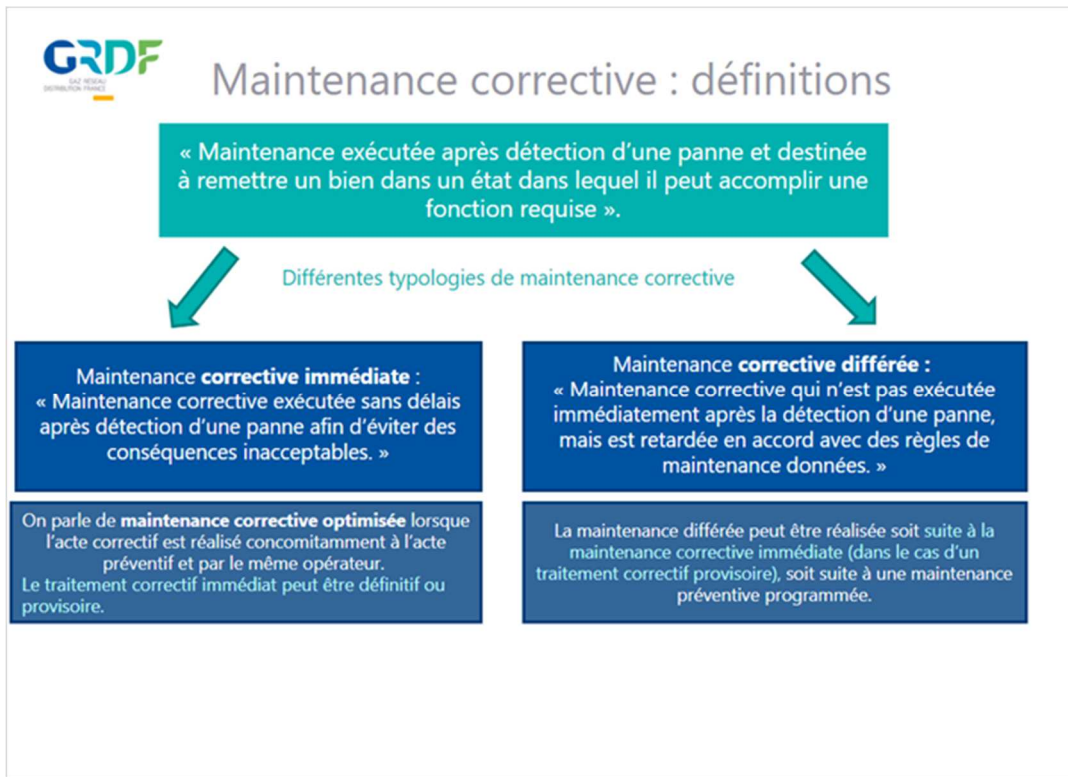 GRDF
GAZ RÉSEAU
DISTRIBUTION FRANCE
Maintenance corrective : définitions
« Maintenance exécutée après détection d’une panne et destinée
à remettre un bien dans un état dans lequel il peut accomplir une
fonction requise ».
Différentes typologies de maintenance corrective
Maintenance corrective immédiate :
« Maintenance corrective exécutée sans délais
après détection d’une panne afin d’éviter des
conséquences inacceptables. »
On parle de maintenance corrective optimisée lorsque
l’acte correctif est réalisé concomitamment à l’acte
préventif et par le même opérateur.
Le traitement correctif immédiat peut être définitif ou
provisoire.
Maintenance corrective différée :
« Maintenance corrective qui n’est pas exécutée
immédiatement après la détection d’une panne,
mais est retardée en accord avec des règles de
maintenance données. »
La maintenance différée peut être réalisée soit suite à la
maintenance corrective immédiate (dans le cas d’un
traitement correctif provisoire), soit suite à une maintenance
préventive programmée.